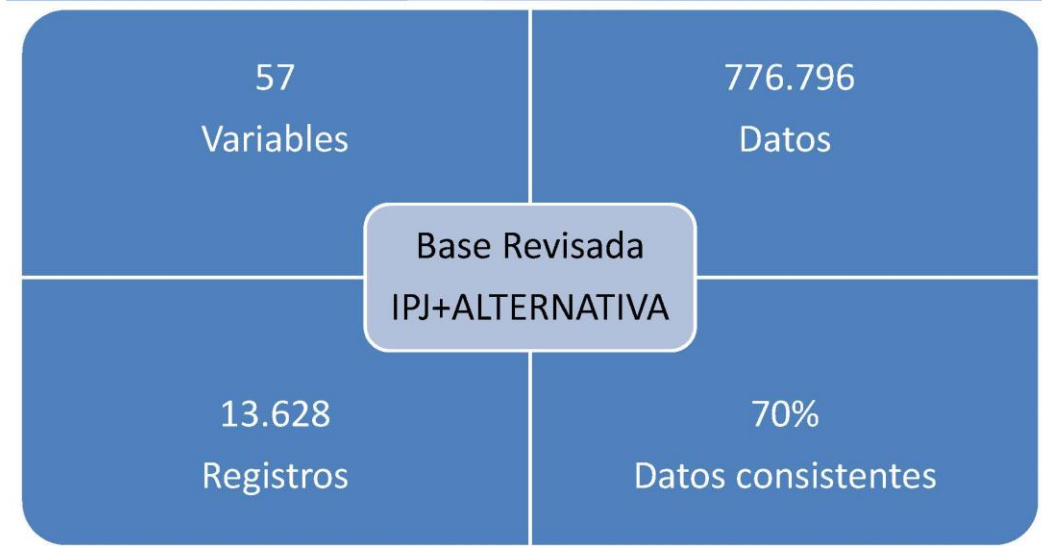 57
Variables
776.796
Datos
Base Revisada
IPJ+ALTERNATIVA
13.628
Registros
70%
Datos consistentes